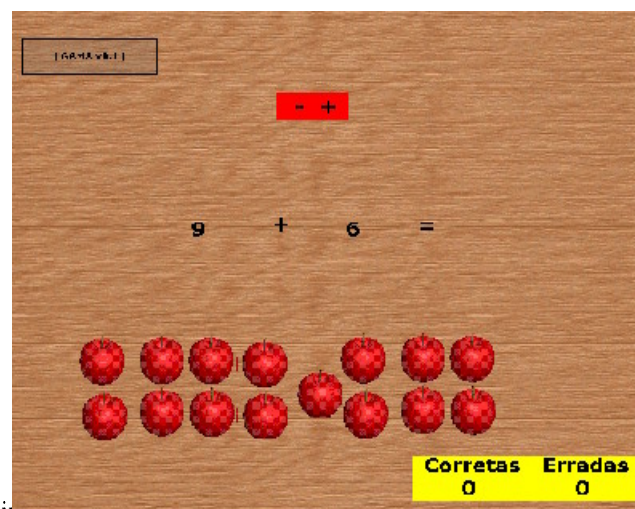 - +
9 + 6 =
Corretas Erradas
0 0